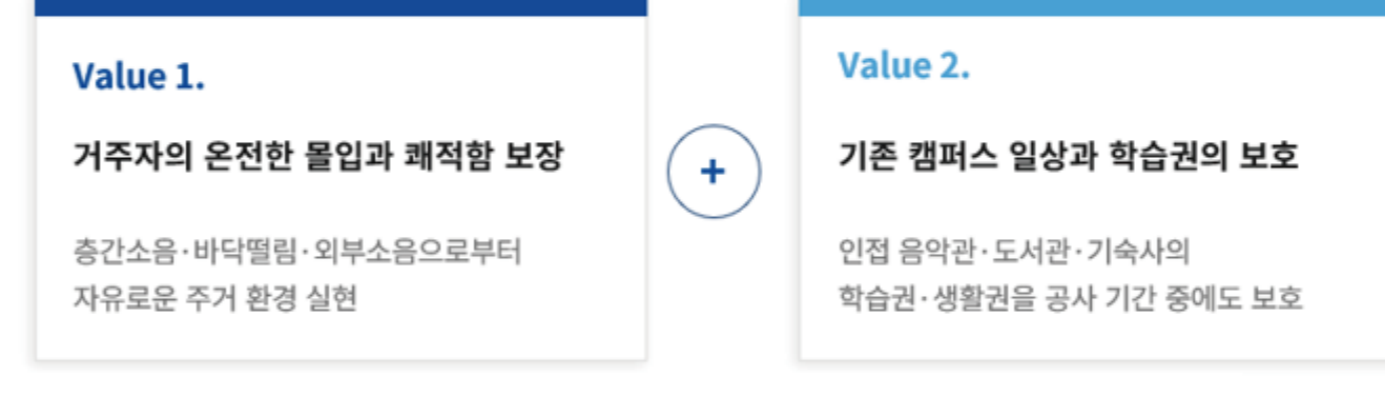 Value 1.
거주자의 온전한 몰입과 쾌적함 보장
층간소음·바닥떨림·외부소음으로부터
자유로운 주거 환경 실현
+
Value 2.
기존 캠퍼스 일상과 학습권의 보호
인접 음악관·도서관·기숙사의
학습권·생활권을 공사 기간 중에도 보호